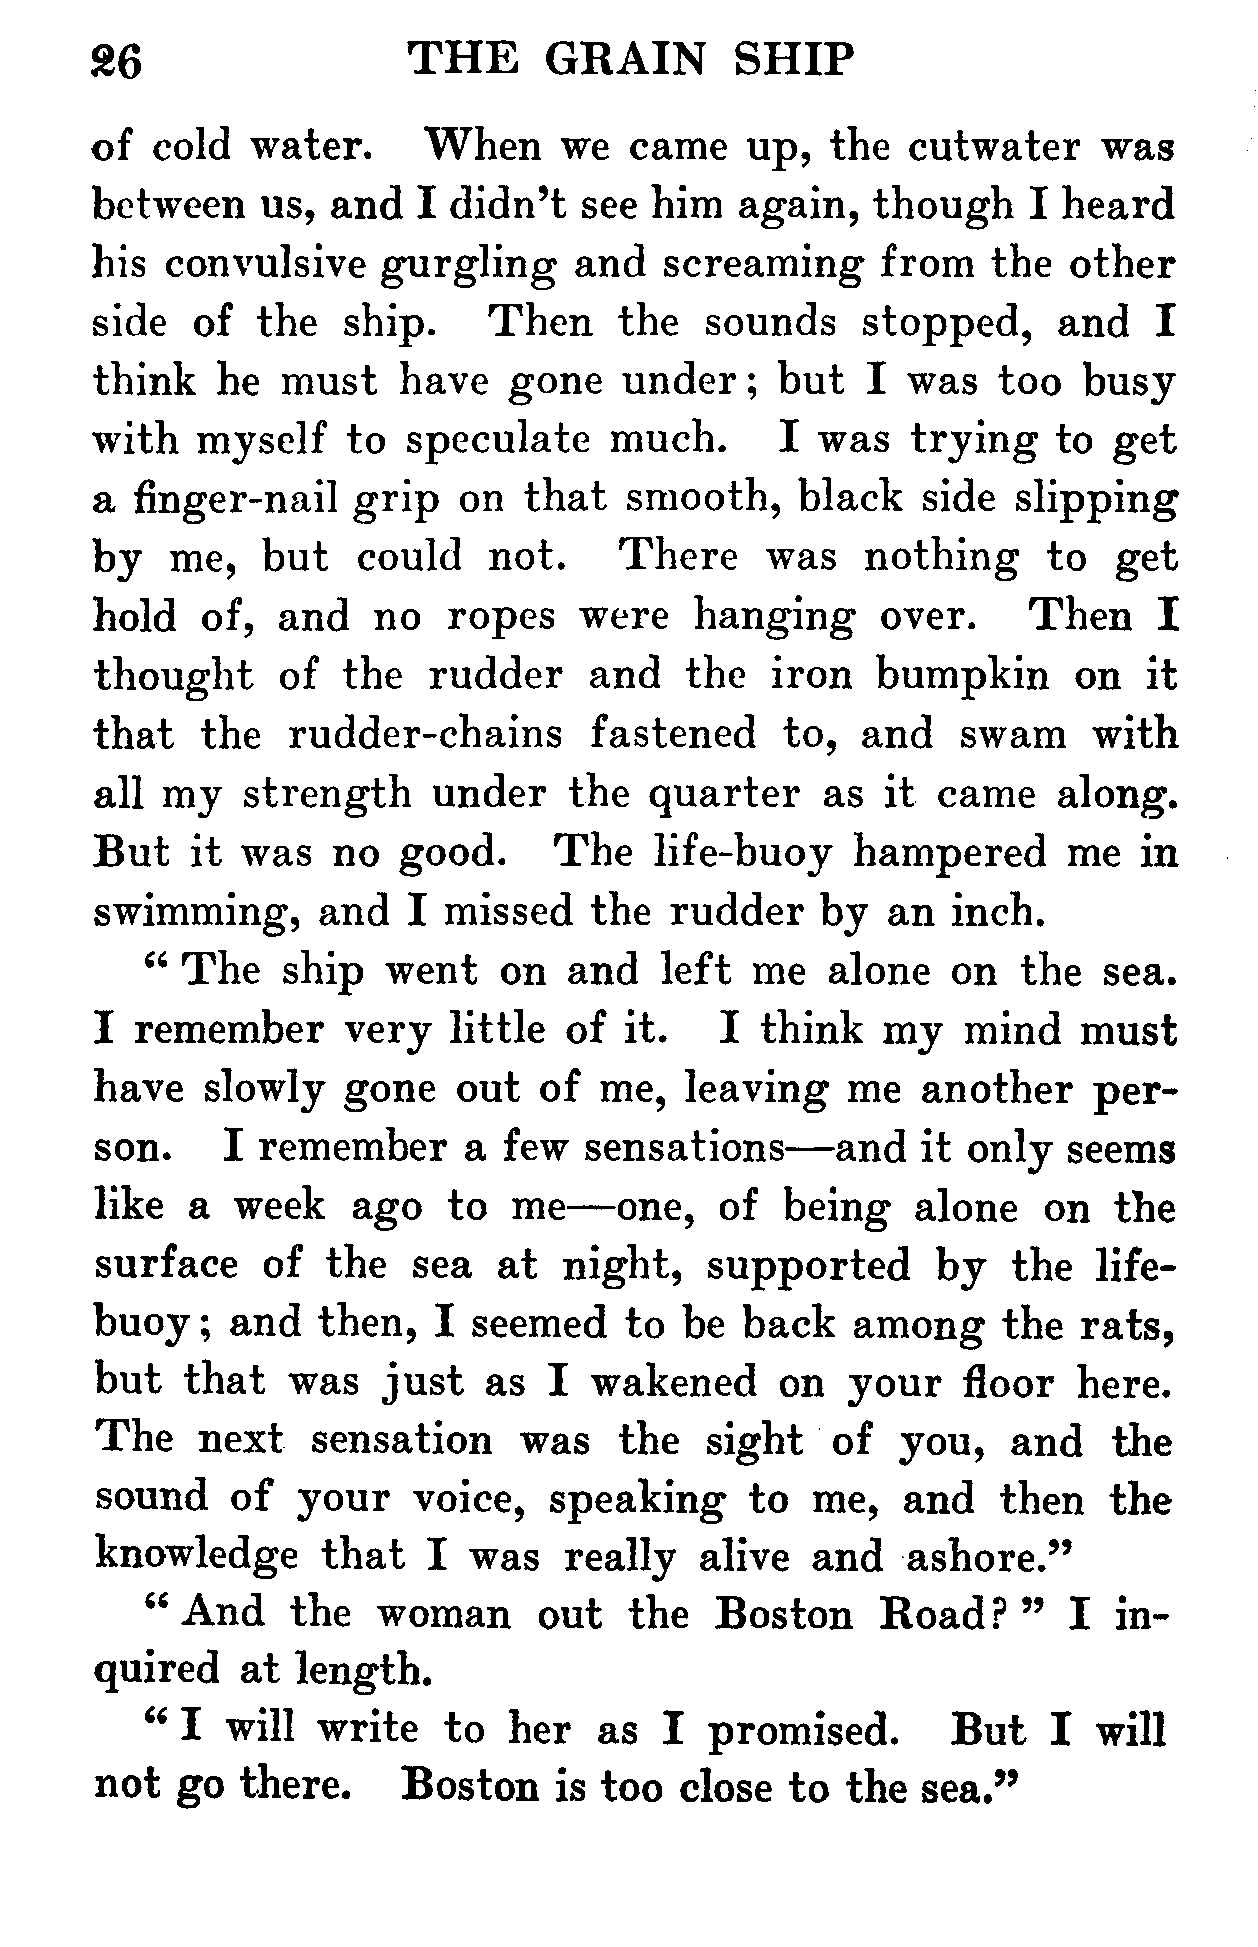 26 THE GRAIN SHIP
of cold water. When we came up, the cutwater was
between us, and I didn't see him again, though I heard
his convulsive gurgling and screaming from the other
side of the ship. Then the sounds stopped, and I
think he must have gone under; but I was too busy
with myself to speculate much. I was trying to get
a finger-nail grip on that smooth, black side slipping
by me, but could not. There was nothing to get
hold of, and no ropes were hanging over. Then I
thought of the rudder and the iron bumpkin on it
that the rudder-chains fastened to, and swam with
all my strength under the quarter as it came along.
But it was no good. The life-buoy hampered me in
swimming, and I missed the rudder by an inch.
“ The ship went on and left me alone on the sea.
I remember very little of it. I think my mind must
have slowly gone out of me, leaving me another per-
son. I remember a few sensations—and it only seems
like a week ago to me—one, of being alone on the
surface of the sea at night, supported by the life-
buoy; and then, I seemed to be back among the rats,
but that was just as I wakened on your floor here.
The next sensation was the sight of you, and the
sound of your voice, speaking to me, and then the
knowledge that I was really alive and ashore.”
“ And the woman out the Boston Road? ” I in-
quired at length.
“ I will write to her as I promised. But I will
not go there. Boston is too close to the sea.”